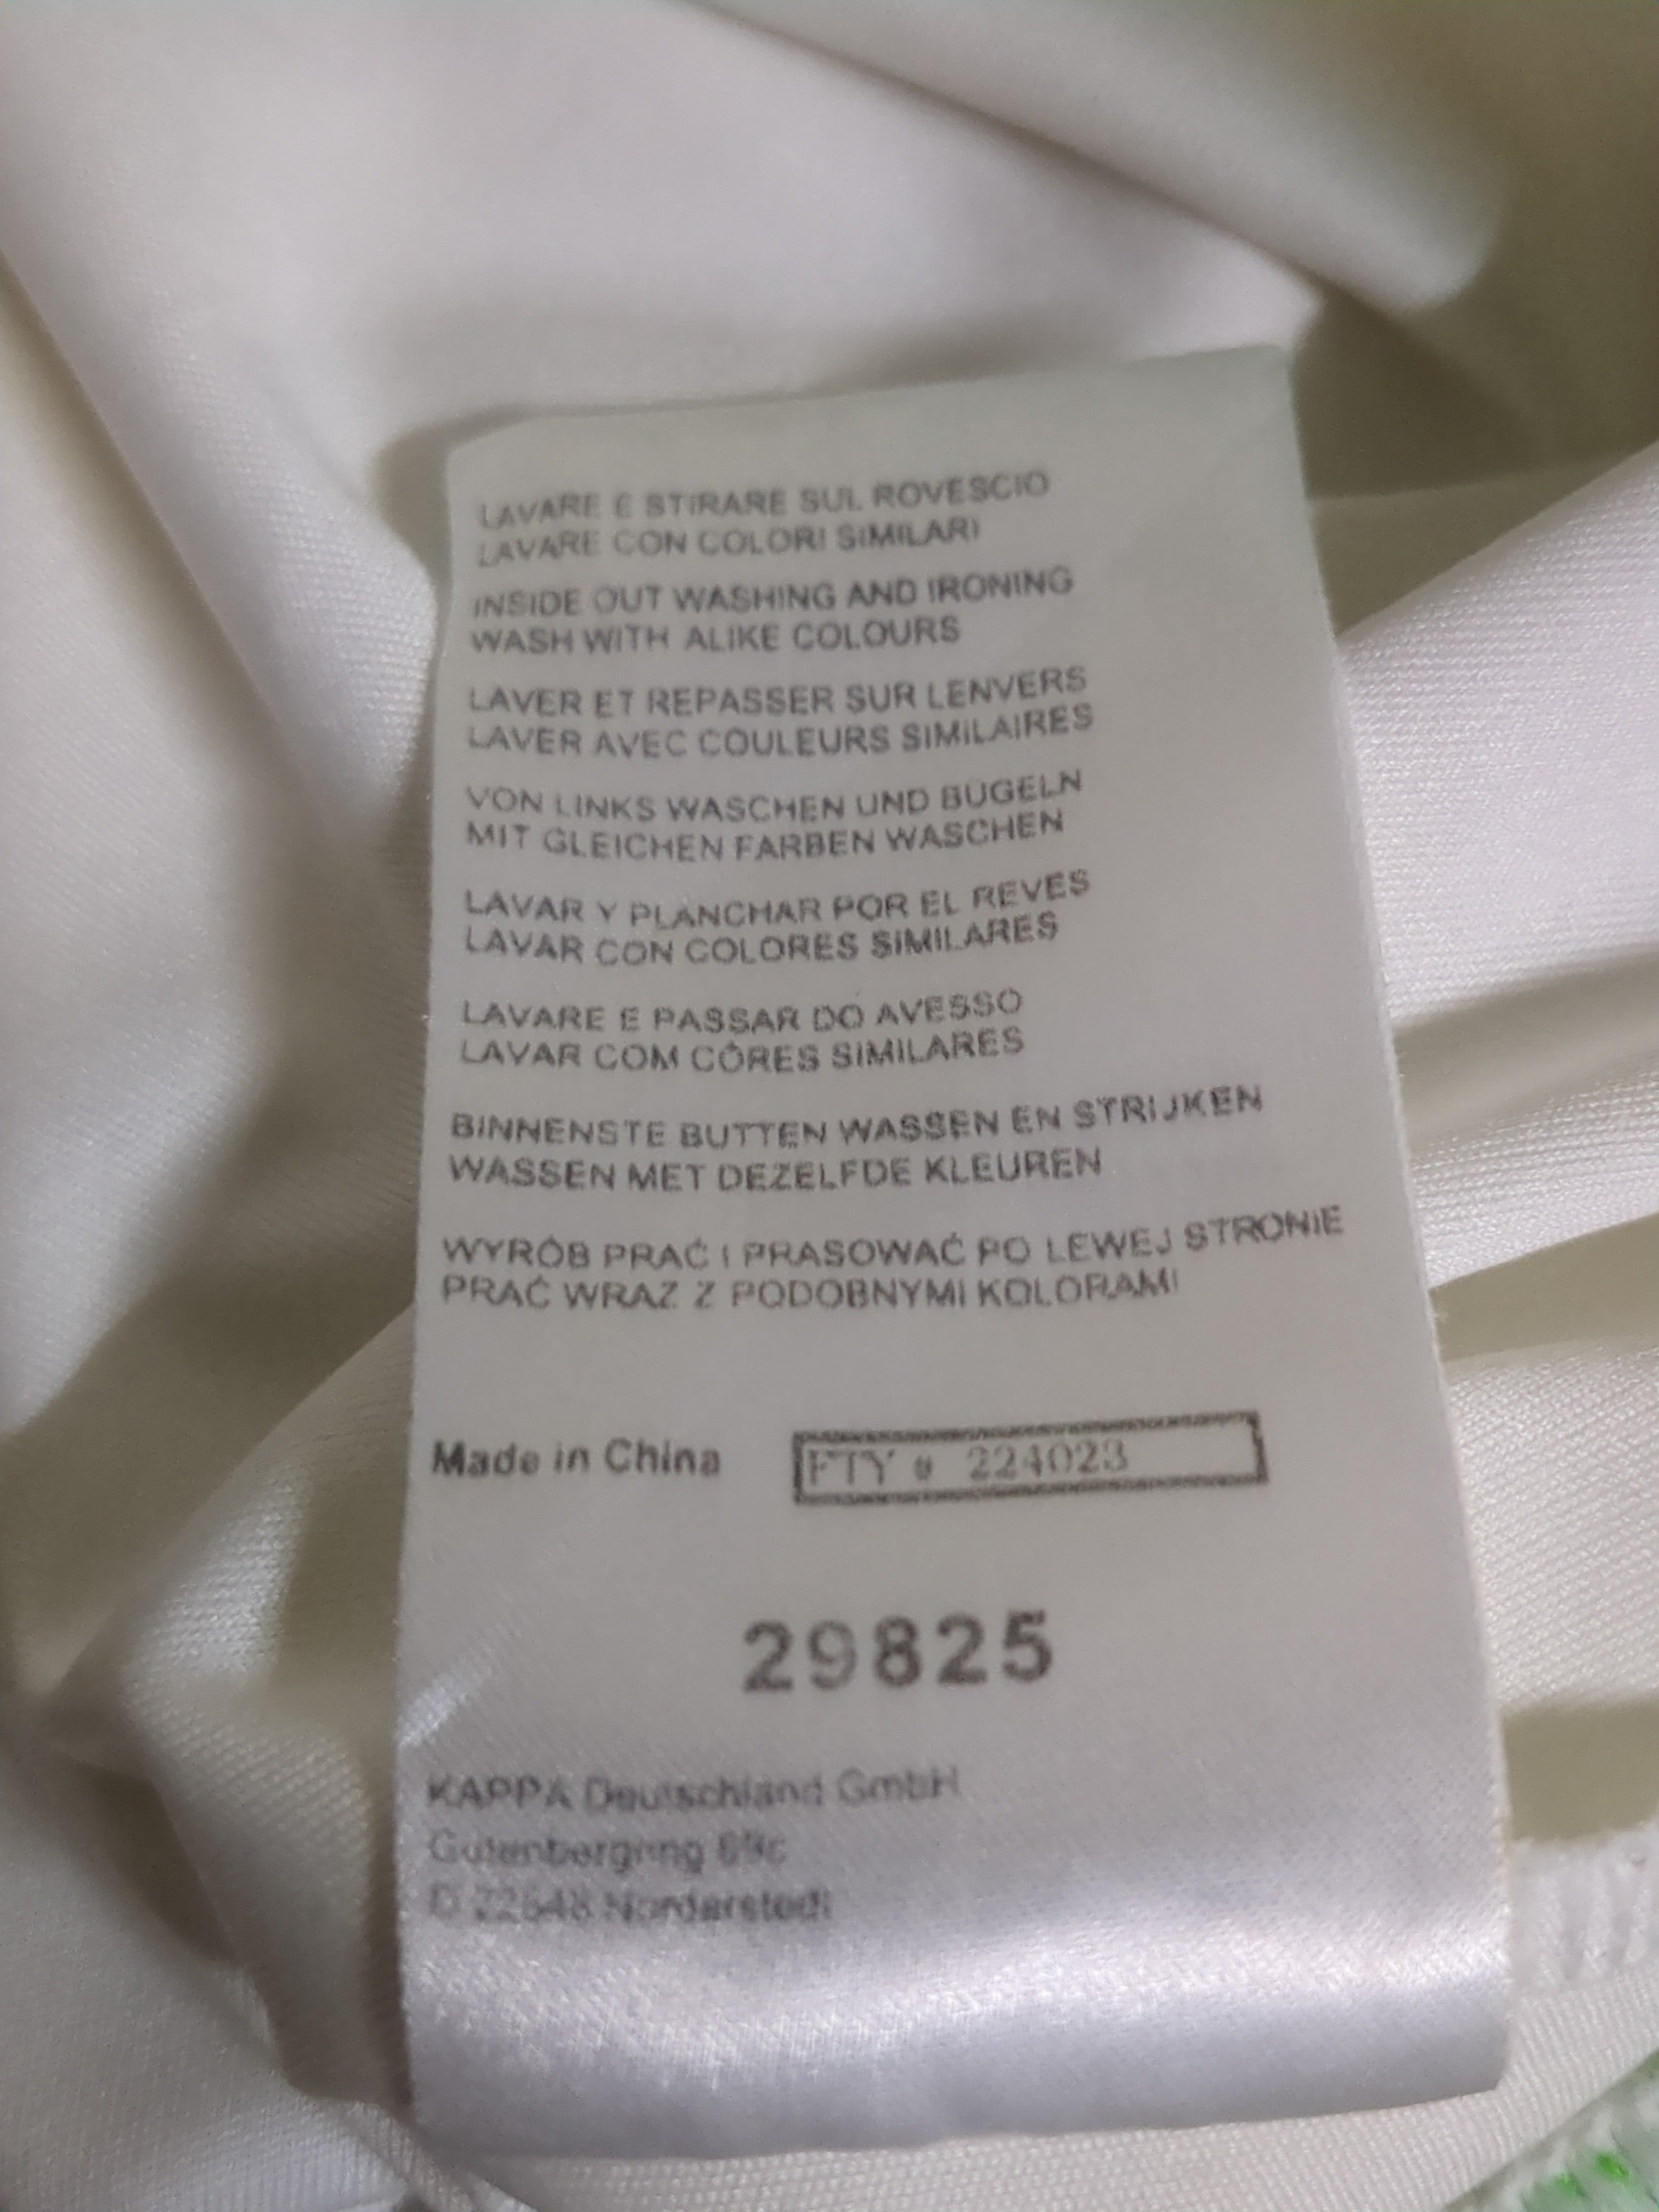 LAVARE E STIRARE SUL ROVESCIO
LAVARE CON COLORI SIMILARI
INSIDE OUT WASHING AND IRONING
WASH WITH ALIKE COLOURS
LAVER ET REPASSER SUR LENVERS
LAVER AVEC COULEURS SIMILAIRES
VON LINKS WASCHEN UND BÜGELN
MIT GLEICHEN FARBEN WASCHEN
LAVAR Y PLANCHAR POR EL REVES
LAVAR CON COLORES SIMILARES
LAVARE E PASSAR DO AVESSO
LAVAR COM CÔRES SIMILARES
BINNENSTE BUTTEN WASSEN EN STRIJKEN
WASSEN MET DEZELFDE KLEUREN
WYRÓB PRAĆ I PRASOWAĆ PO LEWEJ STRONIE
PRAĆ WRAZ Z PODOBNYMI KOLORAMI
Made in China FTY # 224023
29825
KAPPA Deutschland GmbH
Gutenbergring
D Norderstedt